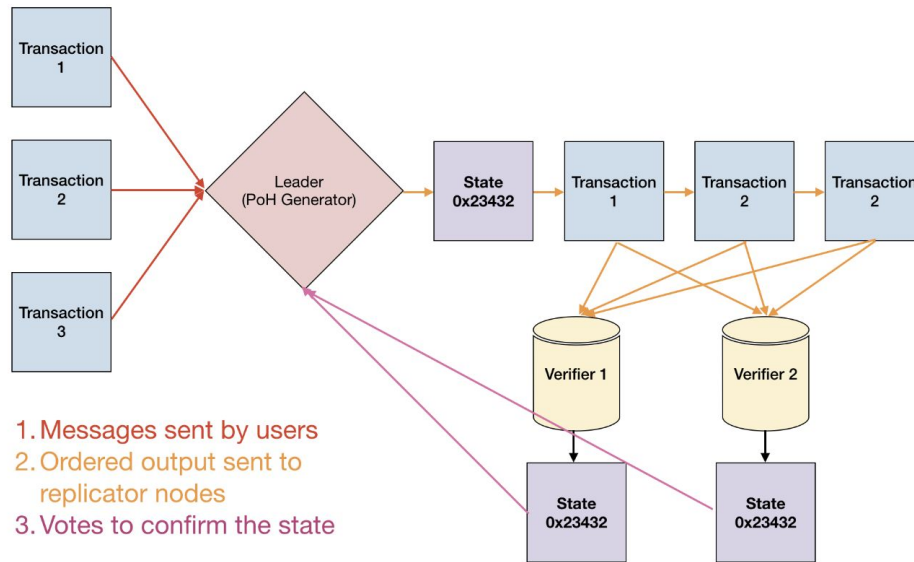 Transaction
1
Transaction
2
Transaction
3
Leader
(PoH Generator)
State
0x23432
Transaction
1
Transaction
2
Transaction
2
Verifier 1
Verifier 2
State
0x23432
State
0x23432
1. Messages sent by users
2. Ordered output sent to
replicator nodes
3. Votes to confirm the state